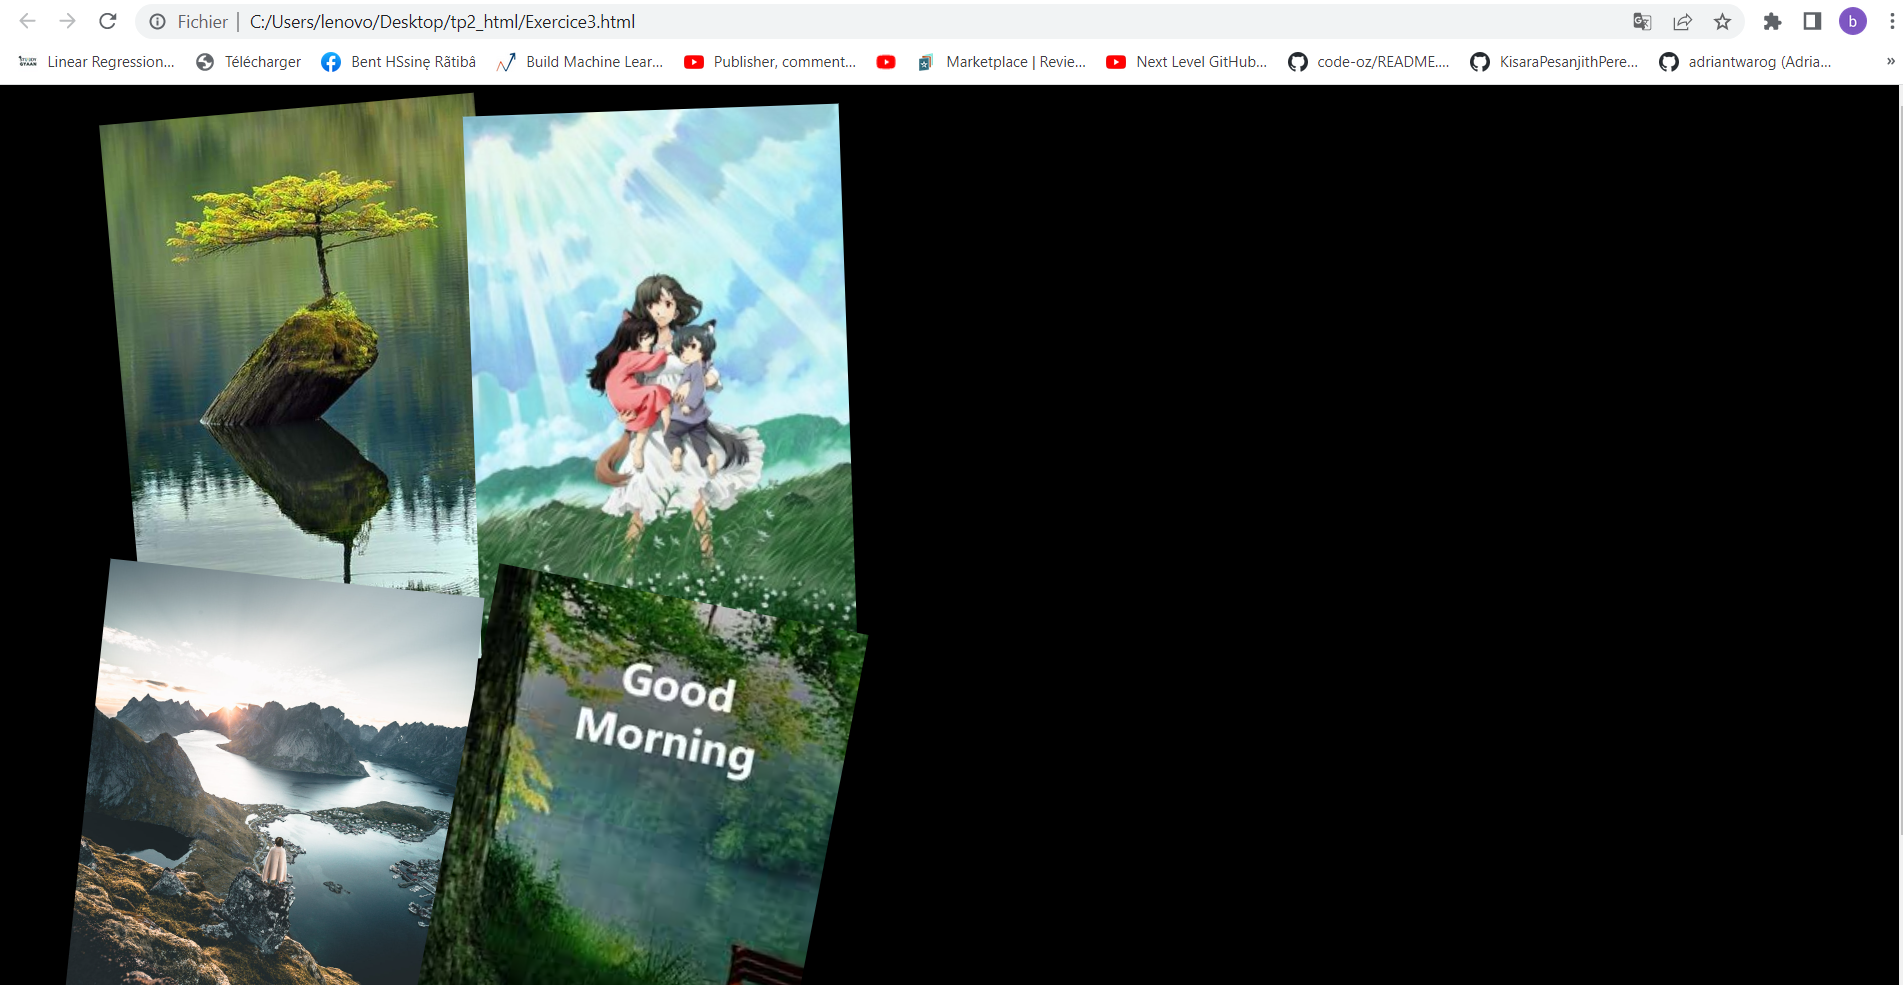 Fichier | C:/Users/lenovo/Desktop/tp2_html/Exercice3.html
b
Linear Regression... Télécharger Bent HSsinę Rãtibâ Build Machine Lear... Publisher, comment... Marketplace | Revie... Next Level GitHub... code-oz/README.... KisaraPesanjithPere... adriantwarog (Adria... »
Good
Morning